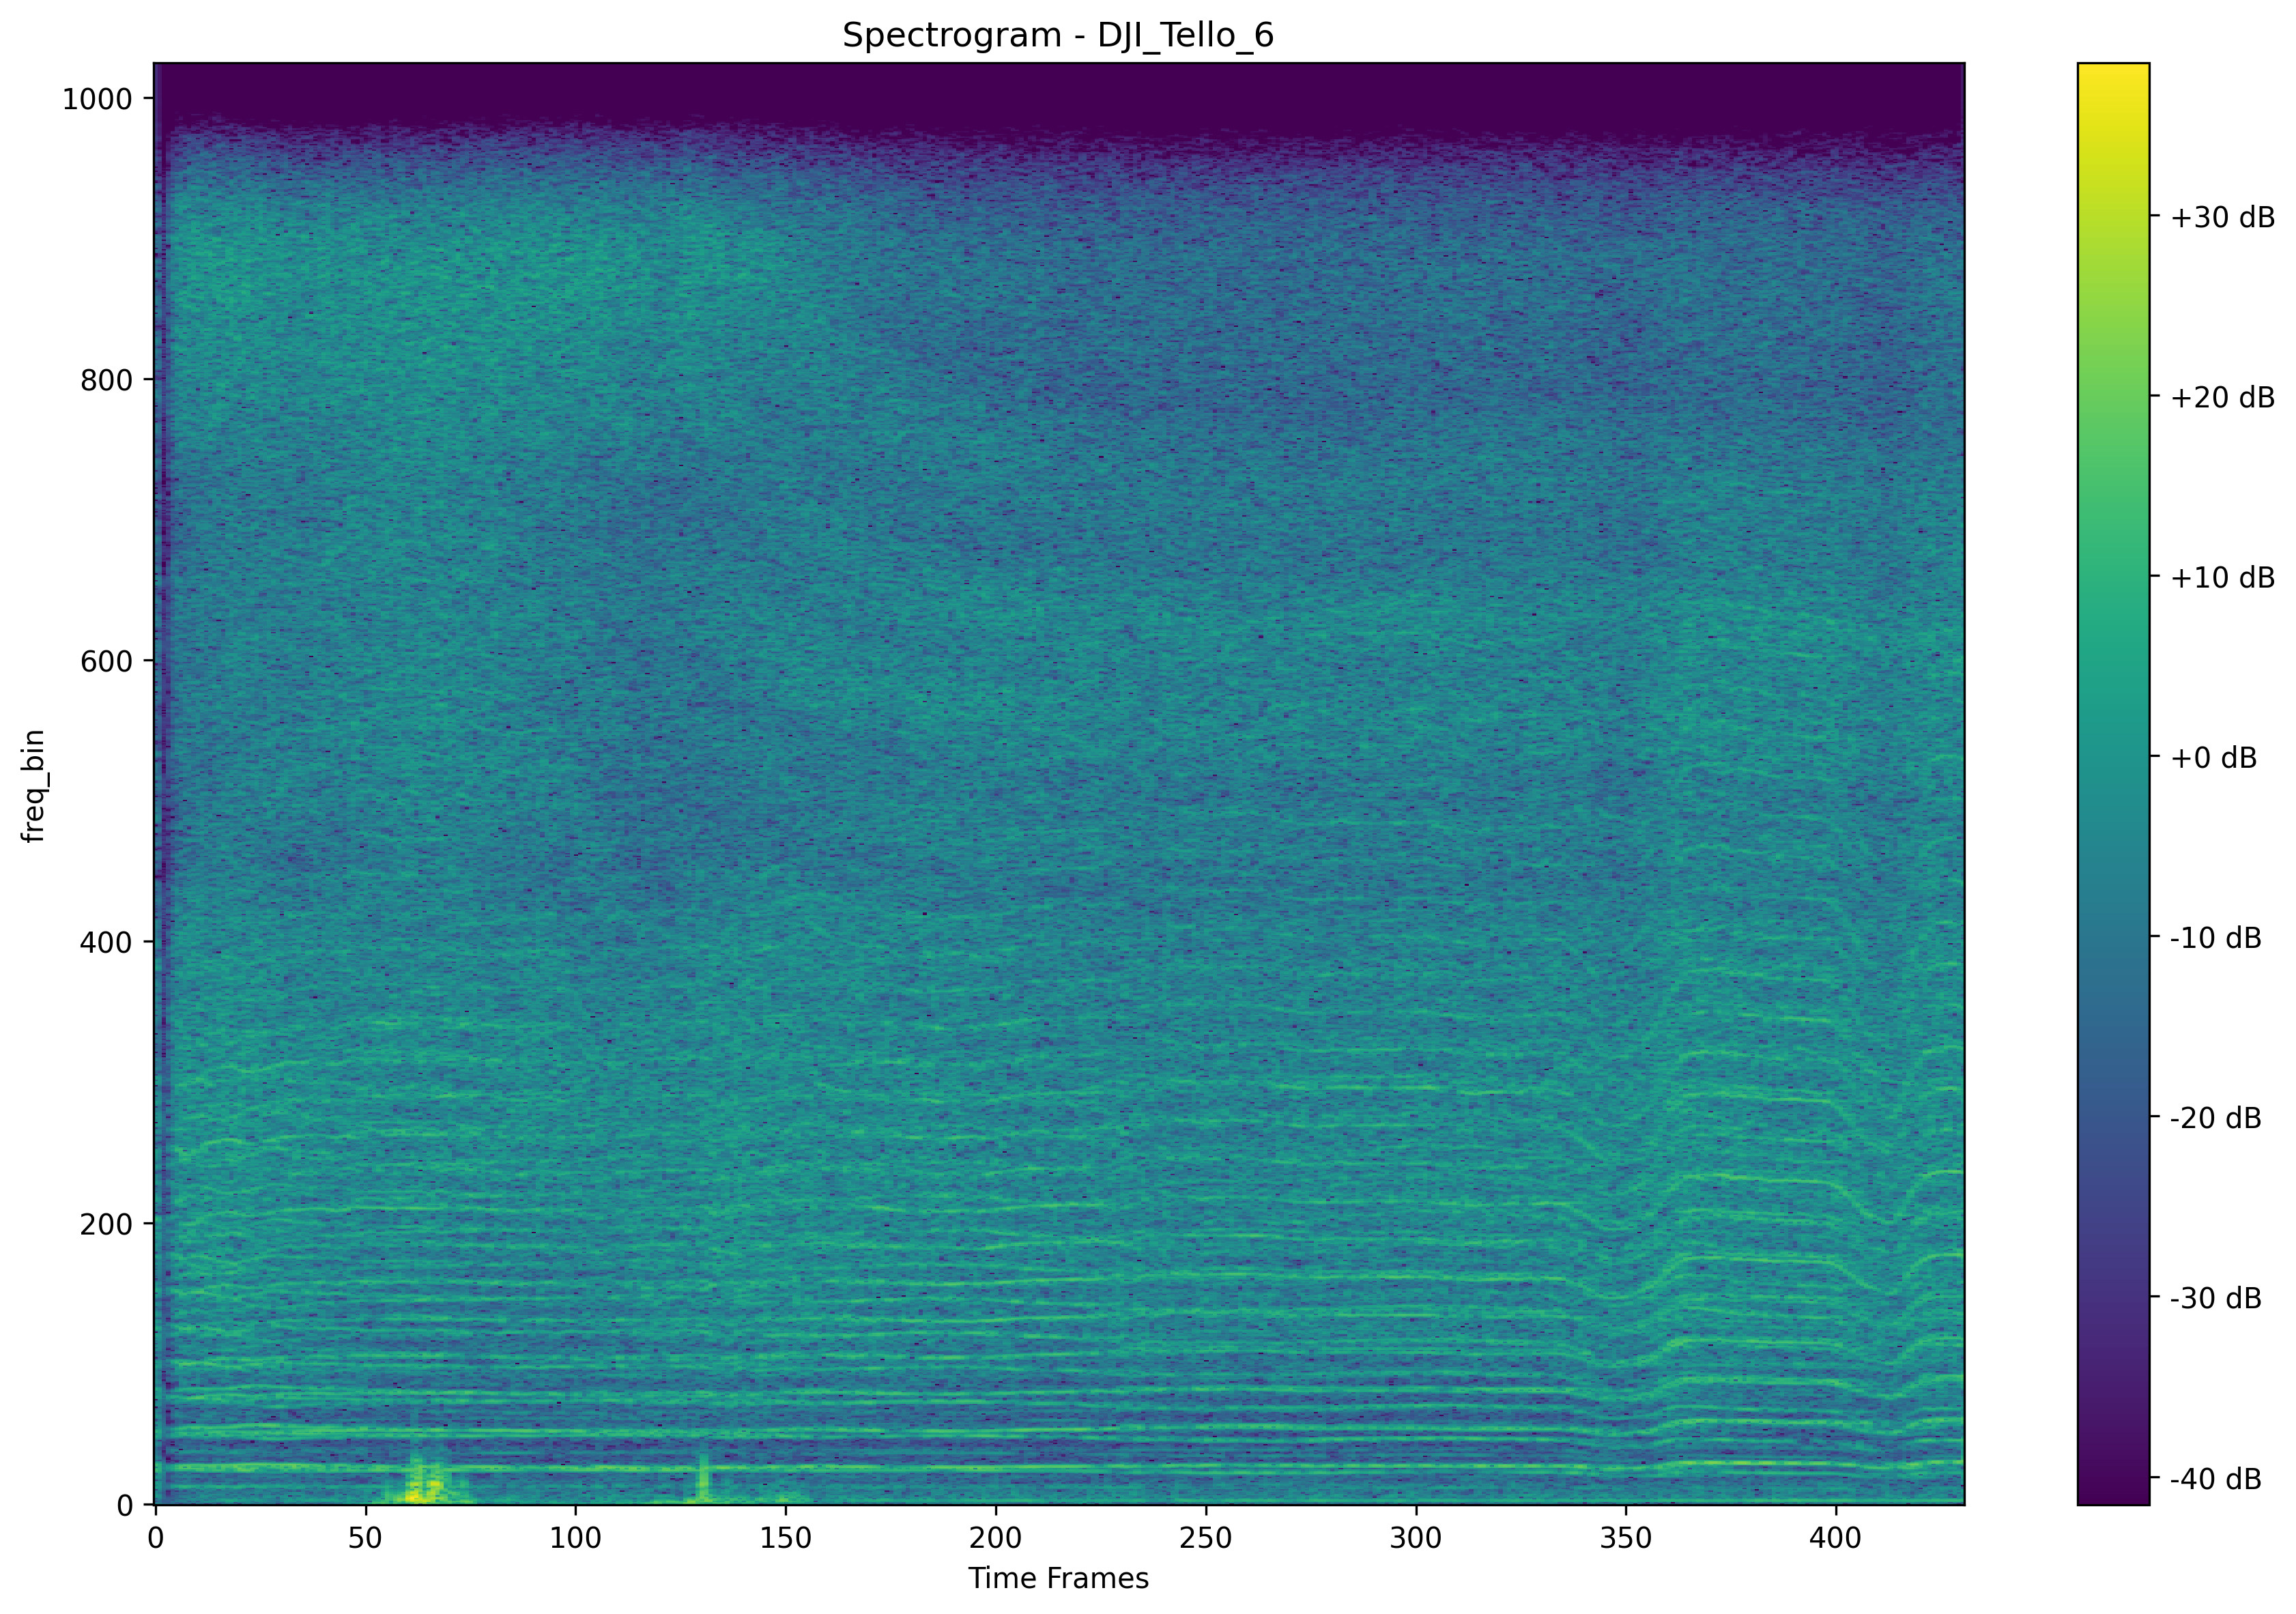 Spectrogram - DJI_Tello_6
1000
800
600
400
200
0
freq_bin
0 50 100 150 200 250 300 350 400
Time Frames
+30 dB
+20 dB
+10 dB
+0 dB
-10 dB
-20 dB
-30 dB
-40 dB